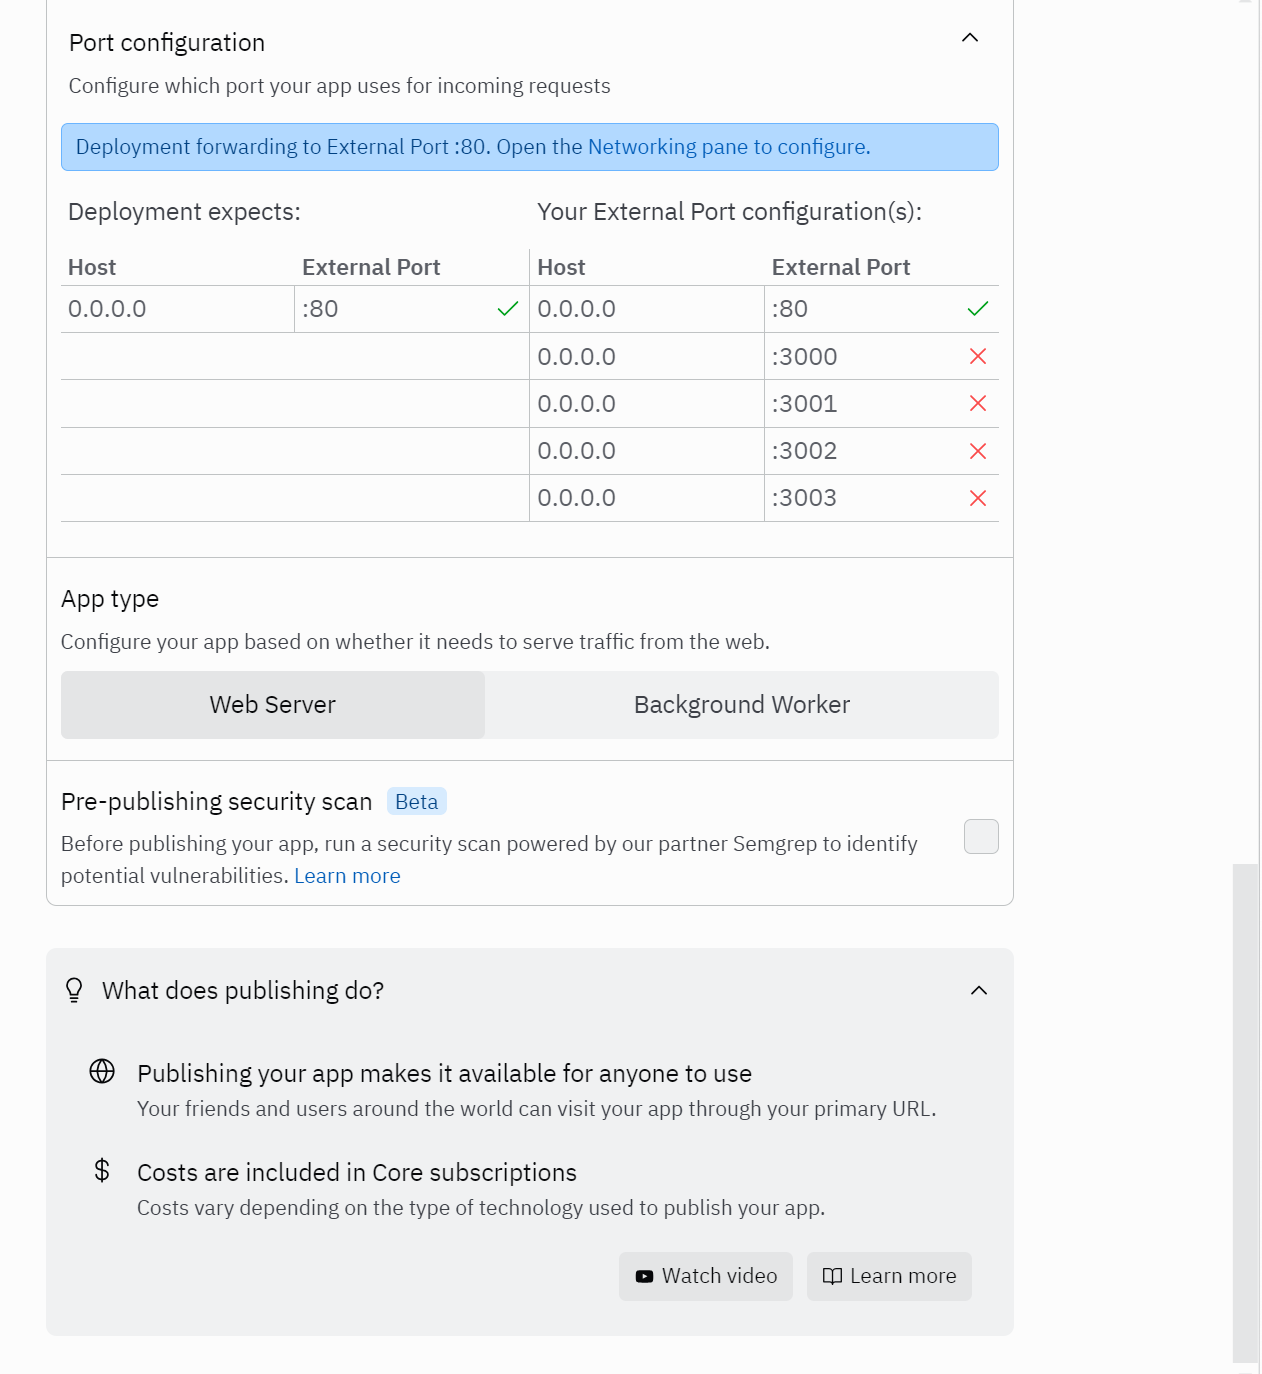 Port configuration
Configure which port your app uses for incoming requests
Deployment forwarding to External Port :80. Open the Networking pane to configure.
Deployment expects: Your External Port configuration(s):
Host External Port Host External Port
0.0.0.0 :80 0.0.0.0 :80
0.0.0.0 :3000
0.0.0.0 :3001
0.0.0.0 :3002
0.0.0.0 :3003
App type
Configure your app based on whether it needs to serve traffic from the web.
Web Server Background Worker
Pre-publishing security scan Beta
Before publishing your app, run a security scan powered by our partner Semgrep to identify
potential vulnerabilities. Learn more
What does publishing do?
Publishing your app makes it available for anyone to use
Your friends and users around the world can visit your app through your primary URL.
$ Costs are included in Core subscriptions
Costs vary depending on the type of technology used to publish your app.
Watch video Learn more